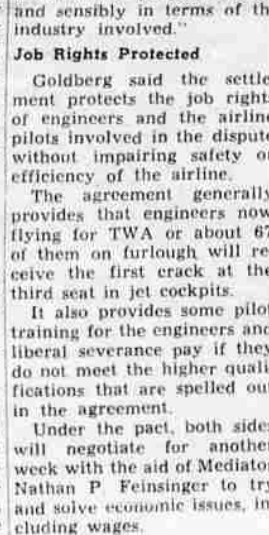 and sensibly in terms of th
industry involved."
Job Rights Protected
Goldberg said the settle
ment protects the job right
of engineers and the airline
pilots involved in the dispute
without impairing safety o
efficiency of the airline.
The agreement generally
provides that engineers now
flying for TWA or about 67
of them on furlough will re
ceive the first crack at the
third seat in jet cockpits.
It also provides some pilot
training for the engineers and
liberal severance pay if they
do not meet the higher quali
fications that are spelled ou
in the agreement.
Under the pact, both side
will negotiate for another
week with the aid of Mediator
Nathan P. Feinsinger to try
and solve economic issues, in
cluding wages.